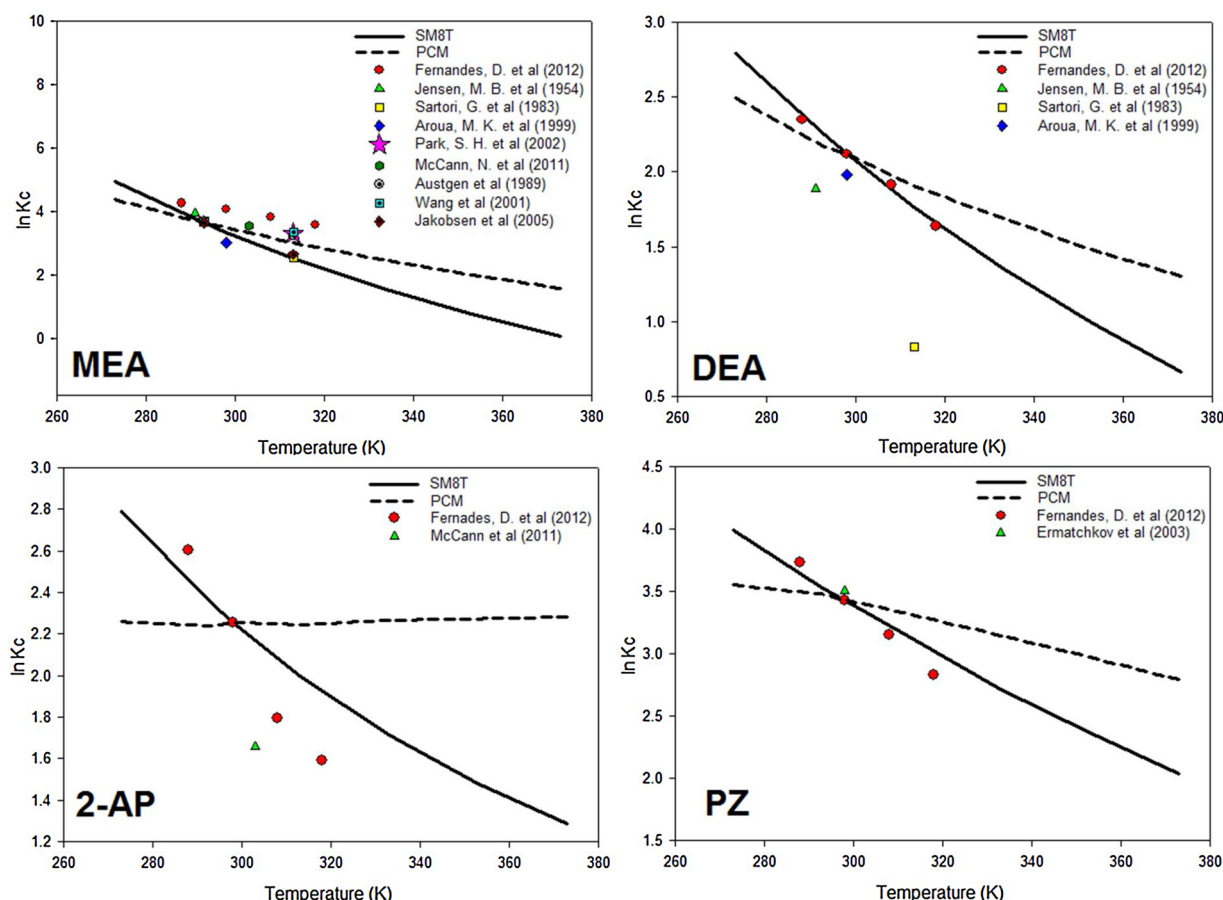 10
8
6
4
2
0
ln Kc
SM8T
PCM
Fernandes, D. et al (2012)
Jensen, M. B. et al (1954)
Sartori, G. et al (1983)
Aroua, M. K. et al (1999)
Park, S. H. et al (2002)
McCann, N. et al (2011)
Austgen et al (1989)
Wang et al (2001)
Jakobsen et al (2005)
MEA
260 280 300 320 340 360 380
Temperature (K)
3.0
2.5
2.0
1.5
1.0
0.5
ln Kc
SM8T
PCM
Fernandes, D. et al (2012)
Jensen, M. B. et al (1954)
Sartori, G. et al 1983)
Aroua, M. K. et al (1999)
DEA
260 280 300 320 340 360 380
Temperature (K)
3.0
2.8
2.6
2.4
2.2
2.0
1.8
1.6
1.4
1.2
ln Kc
SM8T
PCM
Fernades, D. et al (2012)
McCann et al (2011)
2-AP
260 280 300 320 340 360 380
Temperature (K)
4.5
4.0
3.5
3.0
2.5
2.0
1.5
ln Kc
SM8T
PCM
Fernandes, D. et al (2012)
Ermatchkov et al (2003)
PZ
260 280 300 320 340 360 380
Temperature (K)